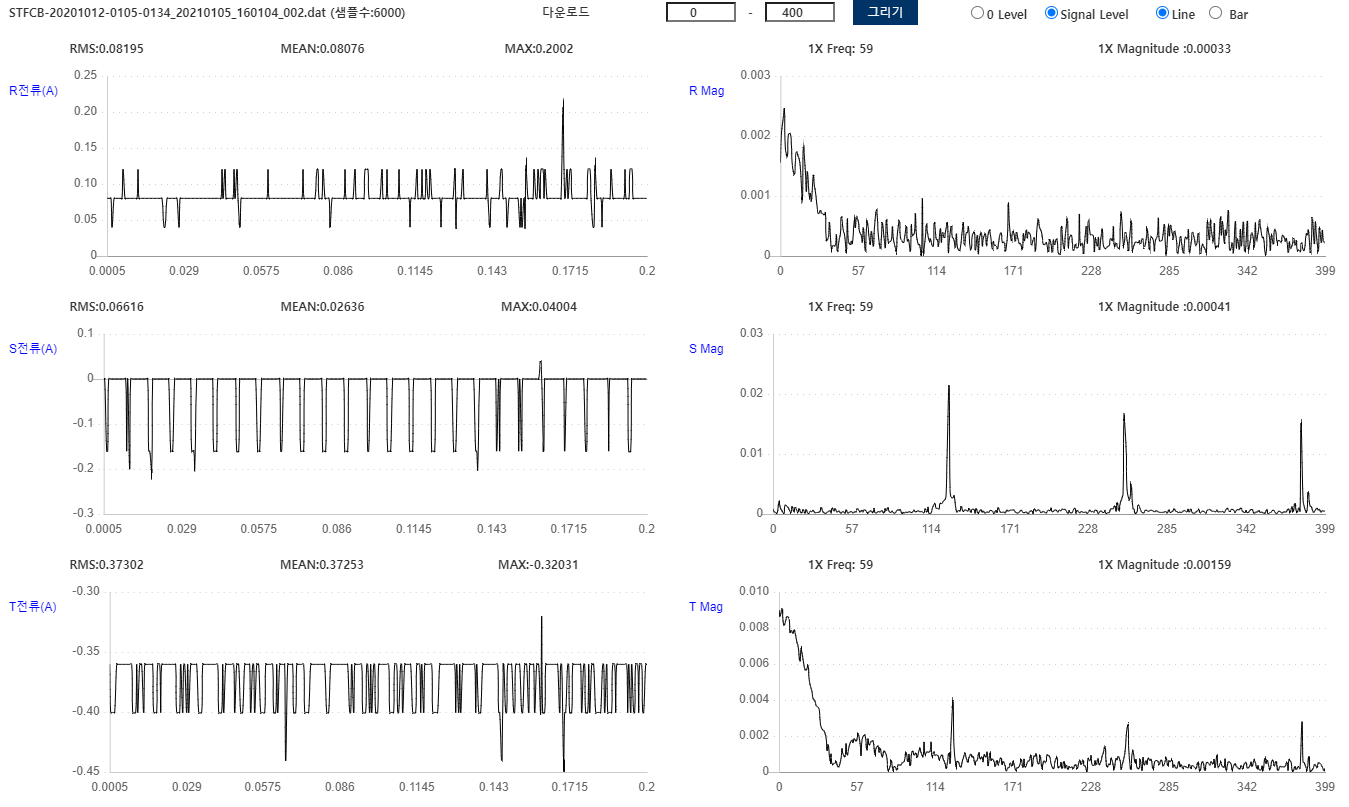 STFCB-20201012-0105-0134_20210105_160104_002.dat (샘플수:6000) 다운로드 0 - 400 그리기 0 Level Signal Level Line Bar
RMS:0.08195 MEAN:0.08076 MAX:0.2002 1X Freq: 59 1X Magnitude :0.00033
R전류(A)
0.25
0.20
0.15
0.10
0.05
0
0.0005 0.029 0.0575 0.086 0.1145 0.143 0.1715 0.2
R Mag
0.003
0.002
0.001
0
0 57 114 171 228 285 342 399
RMS:0.06616 MEAN:0.02636 MAX:0.04004 1X Freq: 59 1X Magnitude :0.00041
S전류(A)
0.1
0
-0.1
-0.2
-0.3
0.0005 0.029 0.0575 0.086 0.1145 0.143 0.1715 0.2
S Mag
0.03
0.02
0.01
0
0 57 114 171 228 285 342 399
RMS:0.37302 MEAN:0.37253 MAX:-0.32031 1X Freq: 59 1X Magnitude :0.00159
T전류(A)
-0.30
-0.35
-0.40
-0.45
0.0005 0.029 0.0575 0.086 0.1145 0.143 0.1715 0.2
T Mag
0.010
0.008
0.006
0.004
0.002
0
0 57 114 171 228 285 342 399